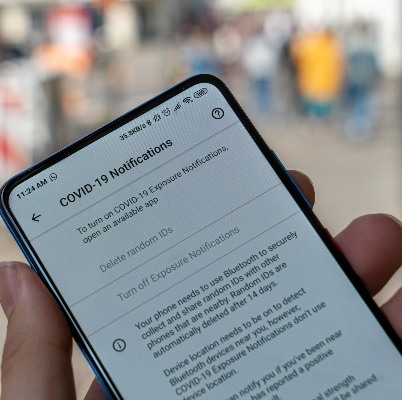 11:24 AM
35.8KB/s
COVID-19 Notifications
To turn on COVID-19 Exposure Notifications,
open an available app
Delete random IDs
Turn off Exposure Notifications
Your phone needs to use Bluetooth to securely
collect and share random IDs with other
phones that are nearby. Random IDs are
automatically deleted after 14 days.
Device location needs to be on to detect
Bluetooth devices near you, however,
COVID-19 Exposure Notifications don't use
device location.
can notify you if you've been near
has reported a positive
strength
be shared